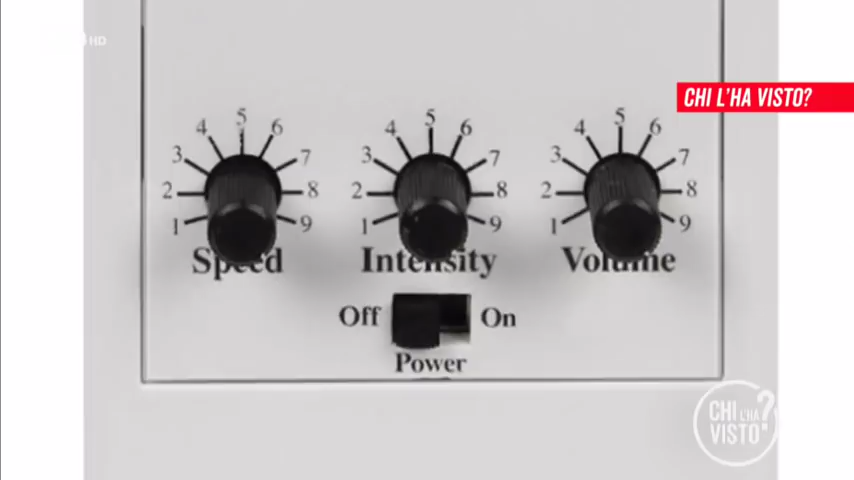 HD
CHI L'HA VISTO?
5 5 5
4 6 4 6 4 6
3 7 3 7 3 7
2 8 2 8 2 8
1 9 1 9 1 9
Speed Intensity Volume
Off On
Power
CHI L'HA
VISTO?